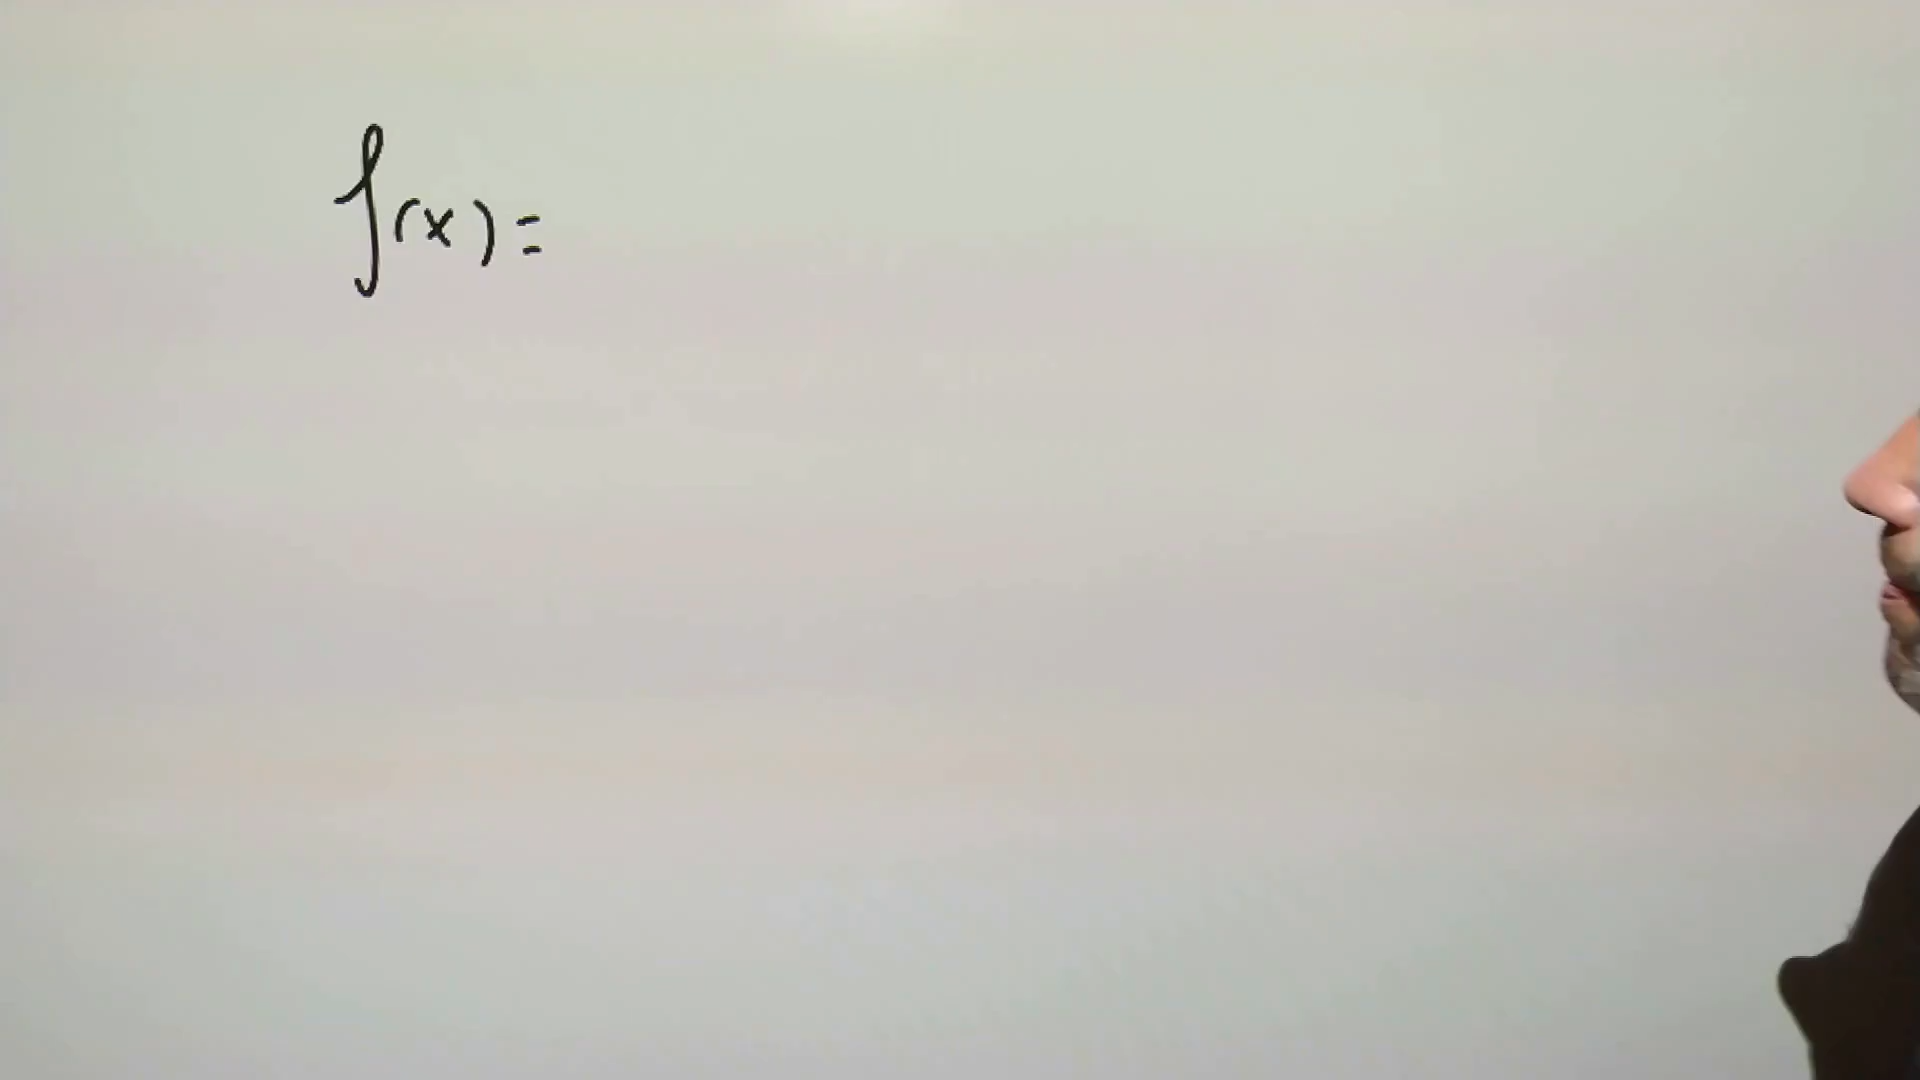 f(x) =